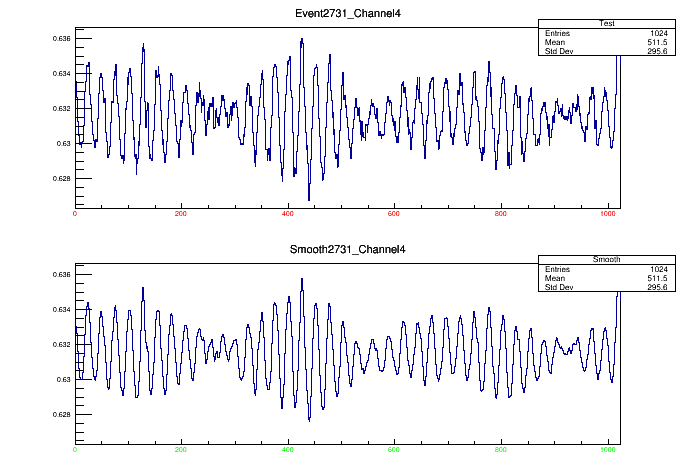 Event2731_Channel4
Test
Entries 1024
Mean 511.5
Std Dev 295.6
0.636
0.634
0.632
0.63
0.628
0 200 400 600 800 1000
Smooth2731_Channel4
Smooth
Entries 1024
Mean 511.5
Std Dev 295.6
0.636
0.634
0.632
0.63
0.628
0 200 400 600 800 1000